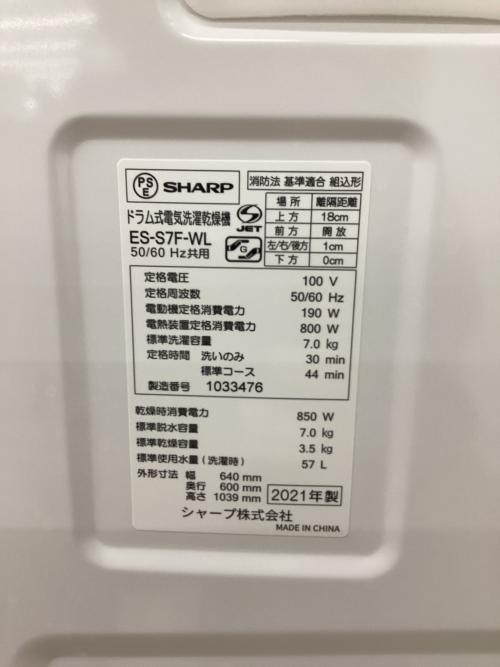 PS E SHARP
消防法 基準適合 組込形
ドラム式電気洗濯乾燥機
ES-S7F-WL
50/60 Hz共用
S JET
G
場所 離隔距離
上方 18cm
前方 開放
左/右/後方 1cm
下方 0cm
定格電圧 100 V
定格周波数 50/60 Hz
電動機定格消費電力 190 W
電熱装置定格消費電力 800 W
標準洗濯容量 7.0 kg
定格時間 洗いのみ 30 min
標準コース 44 min
製造番号 1033476
乾燥時消費電力 850 W
標準脱水容量 7.0 kg
標準乾燥容量 3.5 kg
標準使用水量 (洗濯時) 57 L
外形寸法 幅 640 mm
奥行 600 mm
高さ 1039 mm
2021年製
シャープ株式会社
MADE IN CHINA